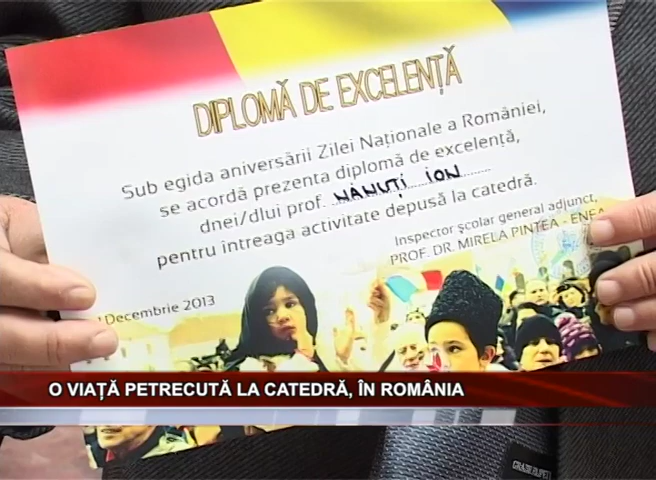 DIPLOMĂ DE EXCELENȚĂ
Sub egida aniversării Zilei Naționale a României,
se acordă prezenta diplomă de excelență,
dnei/dlui prof. NĂNUȚI ION
pentru întreaga activitate depusă la catedră.
Inspector școlar general adjunct,
PROF. DR. MIRELA PINTEA - ENEA
1 Decembrie 2013
O VIAȚĂ PETRECUTĂ LA CATEDRĂ, ÎN ROMÂNIA